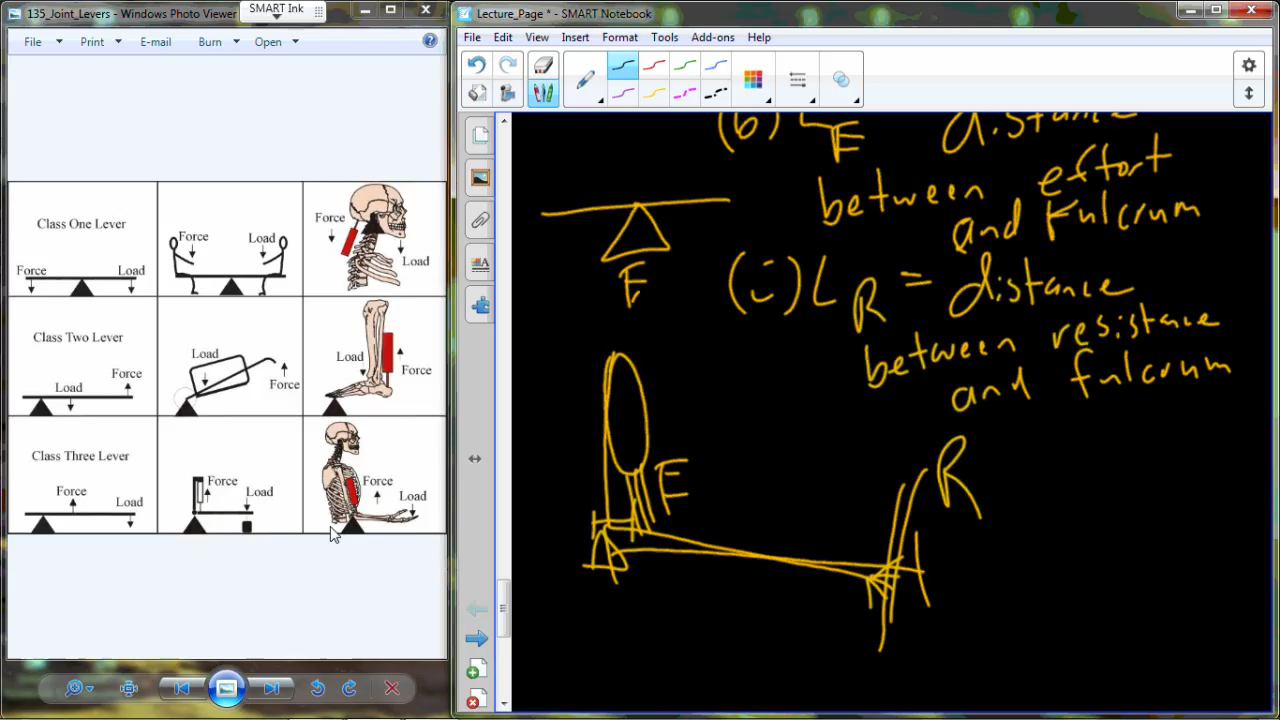 135_Joint_Levers - Windows Photo Viewer
SMART Ink
File Print E-mail Burn Open
Class One Lever
Force
Load
Force
Load
Force
Load
Class Two Lever
Load
Force
Load
Force
Load
Force
Class Three Lever
Force
Load
Force
Load
Force
Load
Lecture_Page * - SMART Notebook
File Edit View Insert Format Tools Add-ons Help
(b) L E distance
between effort
and Fulcrum
F
(c) L R = distance
between resistance
and fulcrum
E
R